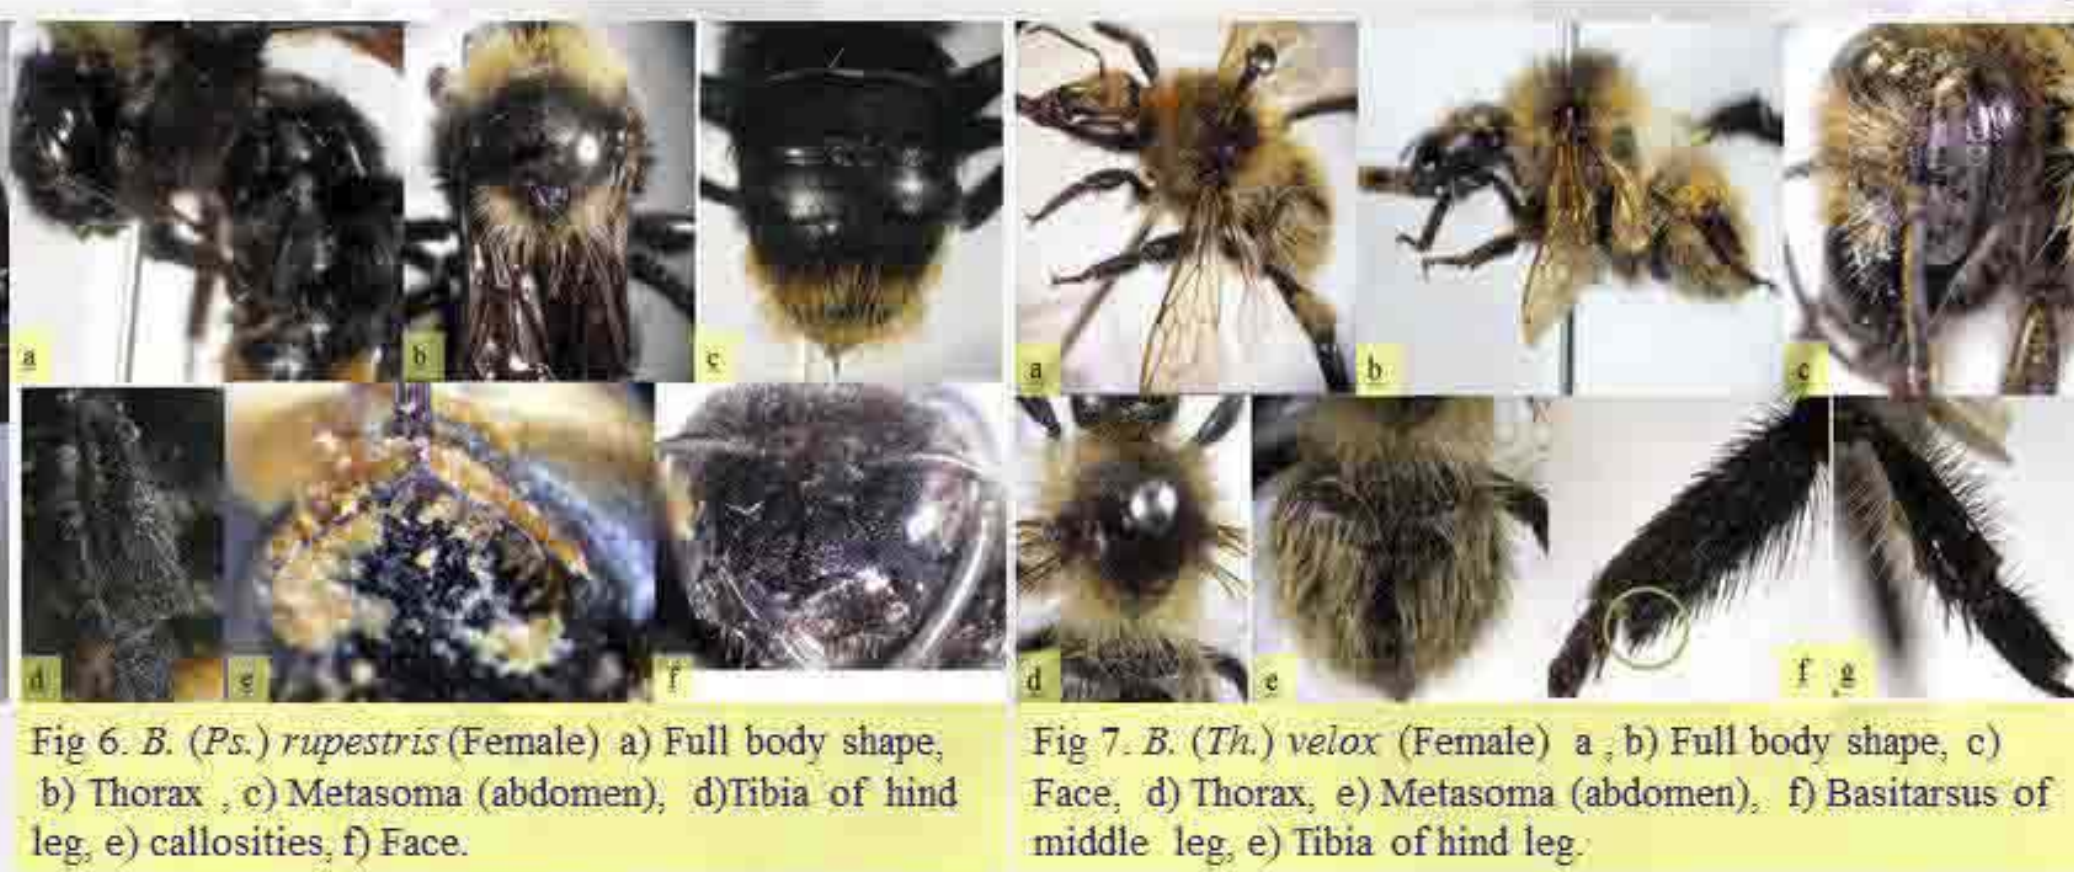 a
b
c
d
e
f
Fig 6. B. (Ps.) rupestris (Female) a) Full body shape,
b) Thorax , c) Metasoma (abdomen), d)Tibia of hind
leg, e) callosities, f) Face.
a
b
c
d
e
f , g
Fig 7. B. (Th.) velox (Female) a , b) Full body shape, c)
Face, d) Thorax, e) Metasoma (abdomen), f) Basitarsus of
middle leg, e) Tibia of hind leg.